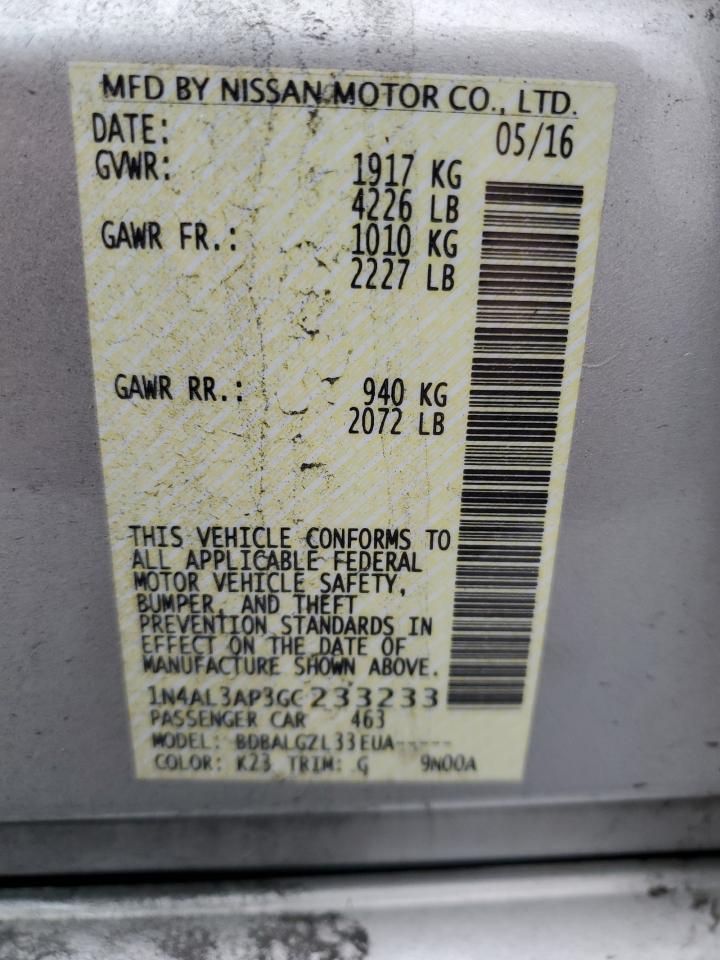 MFD BY NISSAN MOTOR CO., LTD.
DATE: 05/16
GVWR: 1917 KG
4226 LB
GAWR FR.: 1010 KG
2227 LB
GAWR RR.: 940 KG
2072 LB
THIS VEHICLE CONFORMS TO
ALL APPLICABLE FEDERAL
MOTOR VEHICLE SAFETY,
BUMPER, AND THEFT
PREVENTION STANDARDS IN
EFFECT ON THE DATE OF
MANUFACTURE SHOWN ABOVE.
1N4AL3AP3GC233233
PASSENGER CAR 463
MODEL: BDBALGZL33EUA-----
COLOR: K23 TRIM: G 9N00A